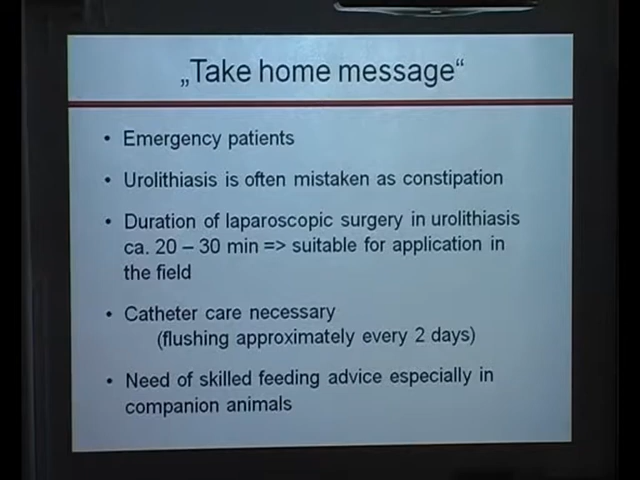 „Take home message“
• Emergency patients
• Urolithiasis is often mistaken as constipation
• Duration of laparoscopic surgery in urolithiasis
ca. 20 – 30 min => suitable for application in
the field
• Catheter care necessary
(flushing approximately every 2 days)
• Need of skilled feeding advice especially in
companion animals